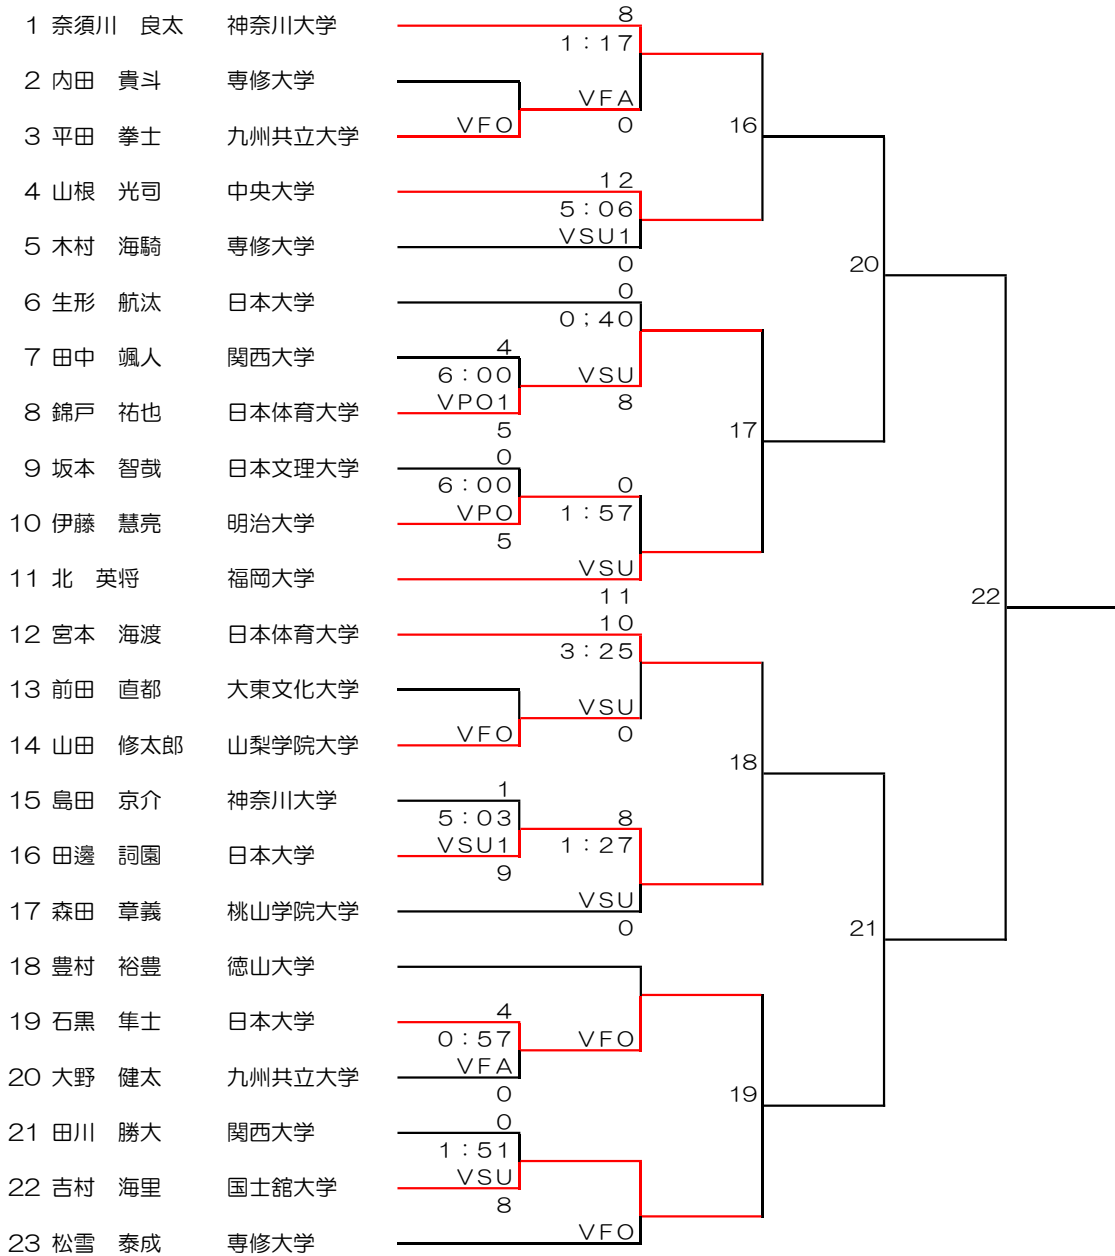 1 奈須川 良太 神奈川大学
8
1：17
2 内田 貴斗 専修大学
VFA
3 平田 拳士 九州共立大学
VFO
0
16
4 山根 光司 中央大学
12
5：06
5 木村 海騎 専修大学
VSU1
0
20
6 生形 航汰 日本大学
0
0；40
7 田中 颯人 関西大学
4
6：00
VSU
8 錦戸 祐也 日本体育大学
VPO1
8
5
17
9 坂本 智哉 日本文理大学
0
6：00
0
10 伊藤 慧亮 明治大学
VPO
1：57
5
11 北 英将 福岡大学
VSU
11
22
12 宮本 海渡 日本体育大学
10
3：25
13 前田 直都 大東文化大学
VSU
14 山田 修太郎 山梨学院大学
VFO
0
18
15 島田 京介 神奈川大学
1
5：03
8
16 田邊 詞園 日本大学
VSU1
1：27
9
17 森田 章義 桃山学院大学
VSU
0
21
18 豊村 裕豊 徳山大学
19 石黒 隼士 日本大学
4
0：57
VFO
20 大野 健太 九州共立大学
VFA
0
19
21 田川 勝大 関西大学
0
1：51
22 吉村 海里 国士舘大学
VSU
8
23 松雪 泰成 専修大学
VFO